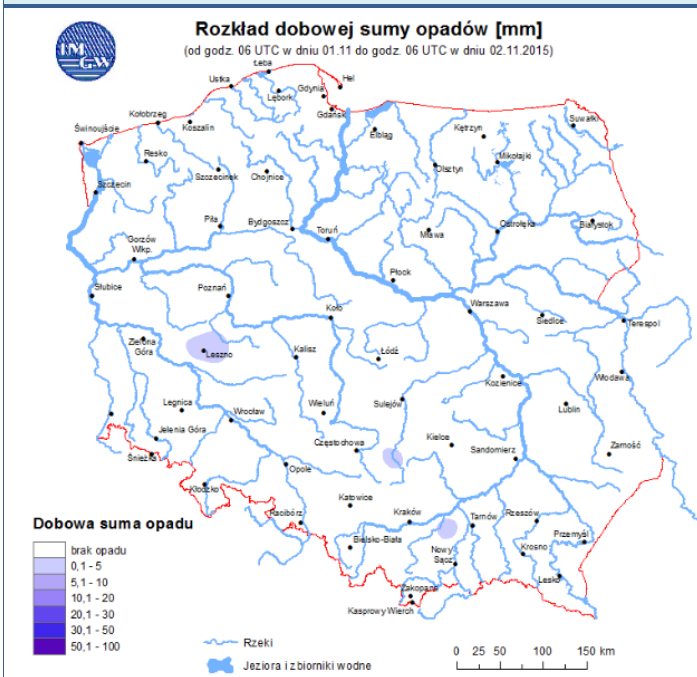 Rozkład dobowej sumy opadów [mm]
(od godz. 06 UTC w dniu 01.11 do godz. 06 UTC w dniu 02.11.2015)
IM
GW
Łeba
Hel
Ustka
Gdynia
Lębork
Gdańsk
Kołobrzeg
Koszalin
Suwałki
Elbląg
Kętrzyn
Świnoujście
Resko
Szczecinek
Chojnice
Olsztyn
Mikołajki
Szczecin
Piła
Bydgoszcz
Toruń
Mława
Ostrołęka
Białystok
Gorzów
Wlkp.
Płock
Słubice
Poznań
Koło
Warszawa
Siedlce
Terespol
Zielona
Góra
Leszno
Kalisz
Łódź
Kozienice
Włodawa
Legnica
Wrocław
Wieluń
Sulejów
Lublin
Jelenia Góra
Częstochowa
Kielce
Sandomierz
Zamość
Śnieżka
Opole
Kłodzko
Katowice
Racibórz
Kraków
Tarnów
Rzeszów
Bielsko-Biała
Nowy
Sącz
Krosno
Przemyśl
Lesko
Zakopane
Kasprowy Wierch
Dobowa suma opadu
brak opadu
0,1 - 5
5,1 - 10
10,1 - 20
20,1 - 30
30,1 - 50
50,1 - 100
Rzeki
Jeziora i zbiorniki wodne
0 25 50 100 150 km